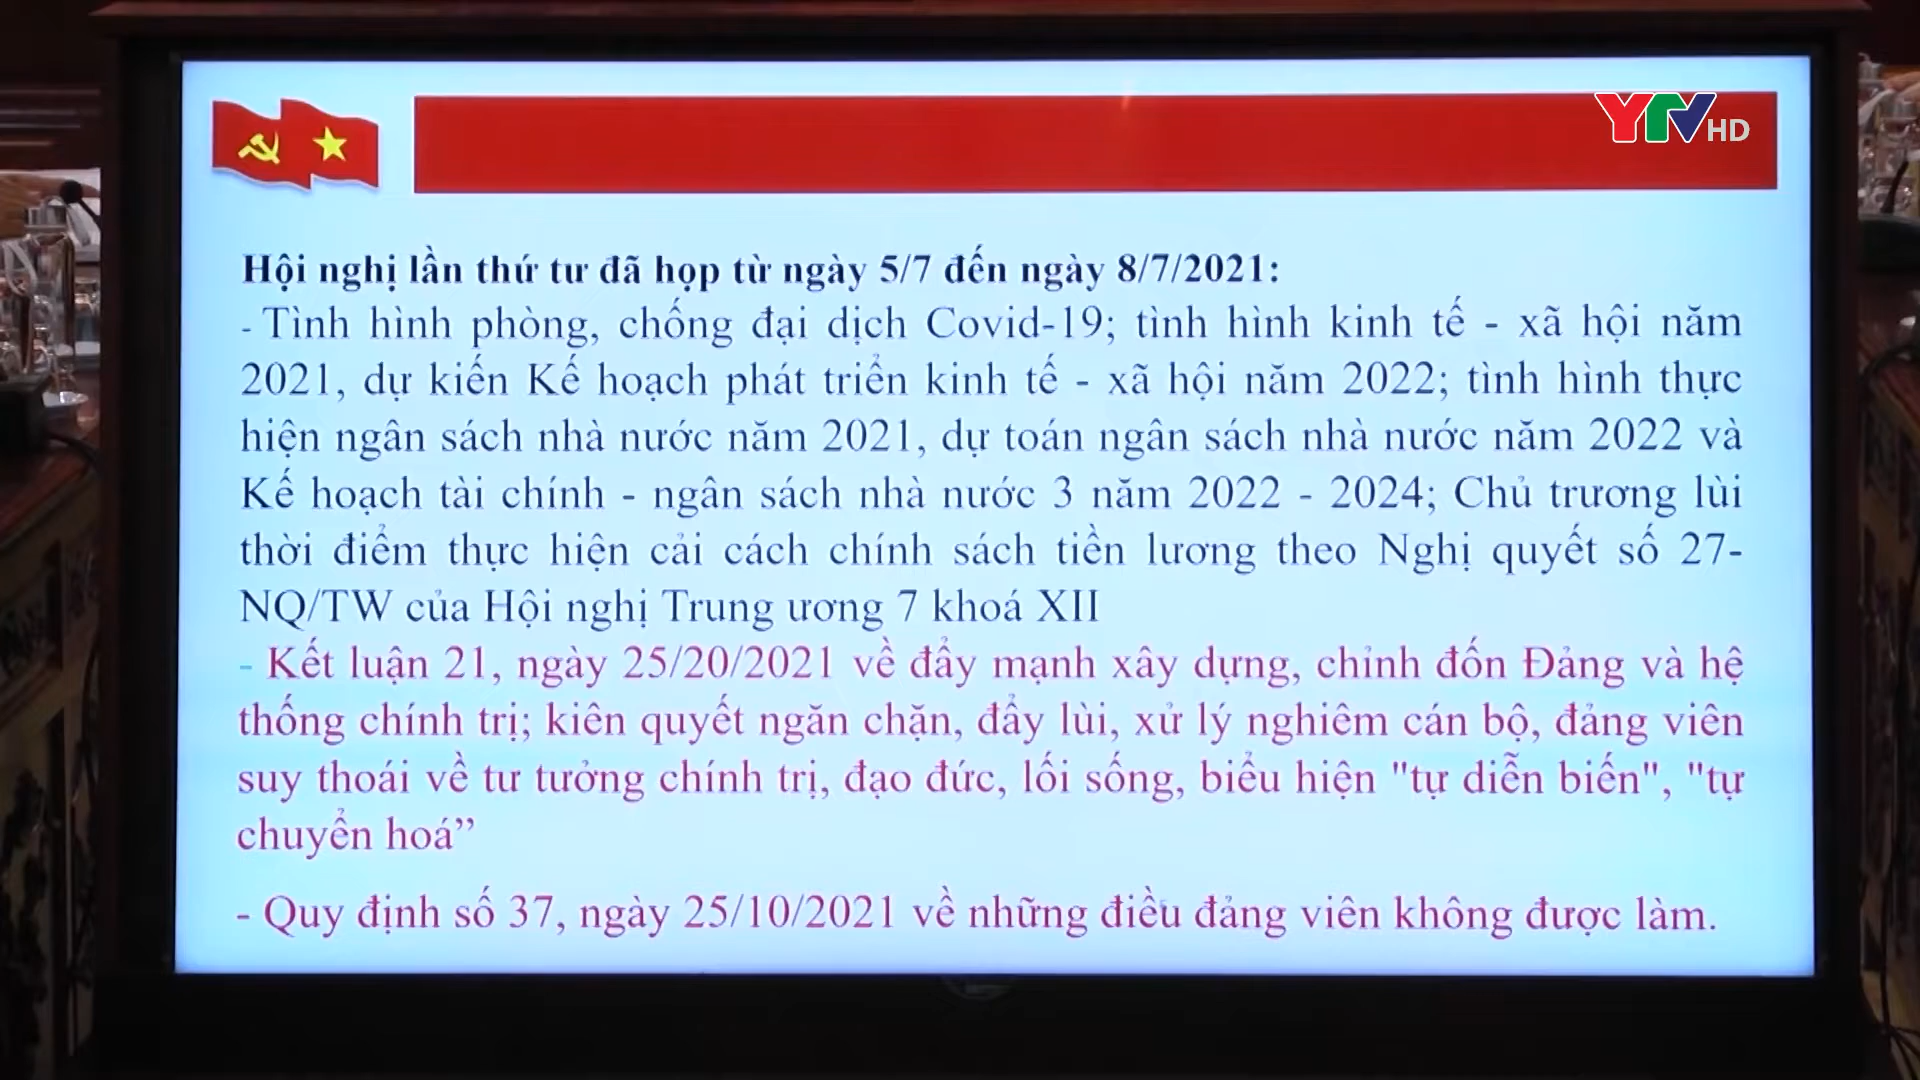 YTV HD
Hội nghị lần thứ tư đã họp từ ngày 5/7 đến ngày 8/7/2021:
- Tình hình phòng, chống đại dịch Covid-19; tình hình kinh tế - xã hội năm
2021, dự kiến Kế hoạch phát triển kinh tế - xã hội năm 2022; tình hình thực
hiện ngân sách nhà nước năm 2021, dự toán ngân sách nhà nước năm 2022 và
Kế hoạch tài chính - ngân sách nhà nước 3 năm 2022 - 2024; Chủ trương lùi
thời điểm thực hiện cải cách chính sách tiền lương theo Nghị quyết số 27-
NQ/TW của Hội nghị Trung ương 7 khoá XII
- Kết luận 21, ngày 25/20/2021 về đẩy mạnh xây dựng, chỉnh đốn Đảng và hệ
thống chính trị; kiên quyết ngăn chặn, đẩy lùi, xử lý nghiêm cán bộ, đảng viên
suy thoái về tư tưởng chính trị, đạo đức, lối sống, biểu hiện "tự diễn biến", "tự
chuyển hoá”
- Quy định số 37, ngày 25/10/2021 về những điều đảng viên không được làm.